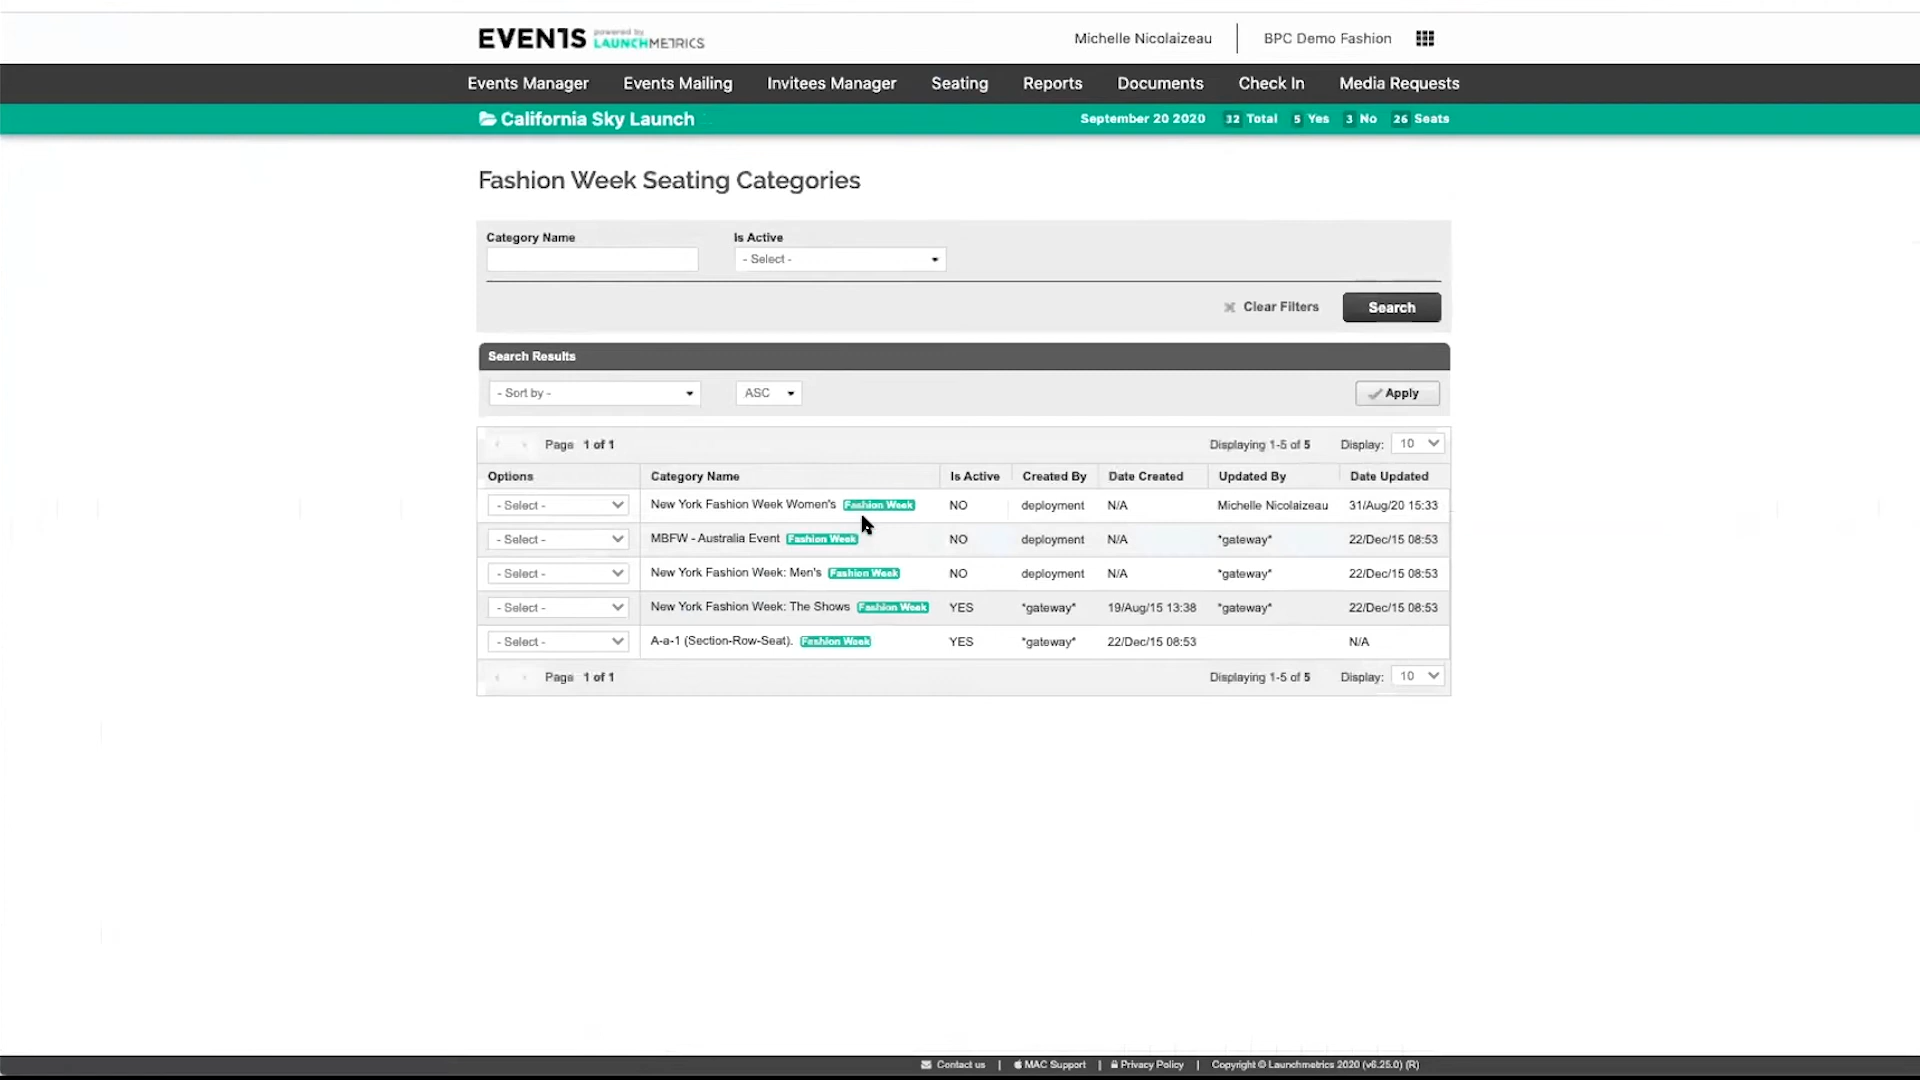 EVENTS powered by LAUNCHMETRICS
Michelle Nicolaizeau
BPC Demo Fashion
Events Manager Events Mailing Invitees Manager Seating Reports Documents Check In Media Requests
California Sky Launch
September 20 2020 32 Total 5 Yes 3 No 26 Seats
Fashion Week Seating Categories
Category Name Is Active
- Select -
Clear Filters Search
Search Results
- Sort by - ASC Apply
Page 1 of 1 Displaying 1-5 of 5 Display: 10
Options Category Name Is Active Created By Date Created Updated By Date Updated
- Select - New York Fashion Week Women's Fashion Week NO deployment N/A Michelle Nicolaizeau 31/Aug/20 15:33
- Select - MBFW - Australia Event Fashion Week NO deployment N/A *gateway* 22/Dec/15 08:53
- Select - New York Fashion Week: Men's Fashion Week NO deployment N/A *gateway* 22/Dec/15 08:53
- Select - New York Fashion Week: The Shows Fashion Week YES *gateway* 19/Aug/15 13:38 *gateway* 22/Dec/15 08:53
- Select - A-a-1 (Section-Row-Seat). Fashion Week YES *gateway* 22/Dec/15 08:53 N/A
Page 1 of 1 Displaying 1-5 of 5 Display: 10
Contact us | MAC Support | Privacy Policy | Copyright © Launchmetrics 2020 (v6.25.0) (R)